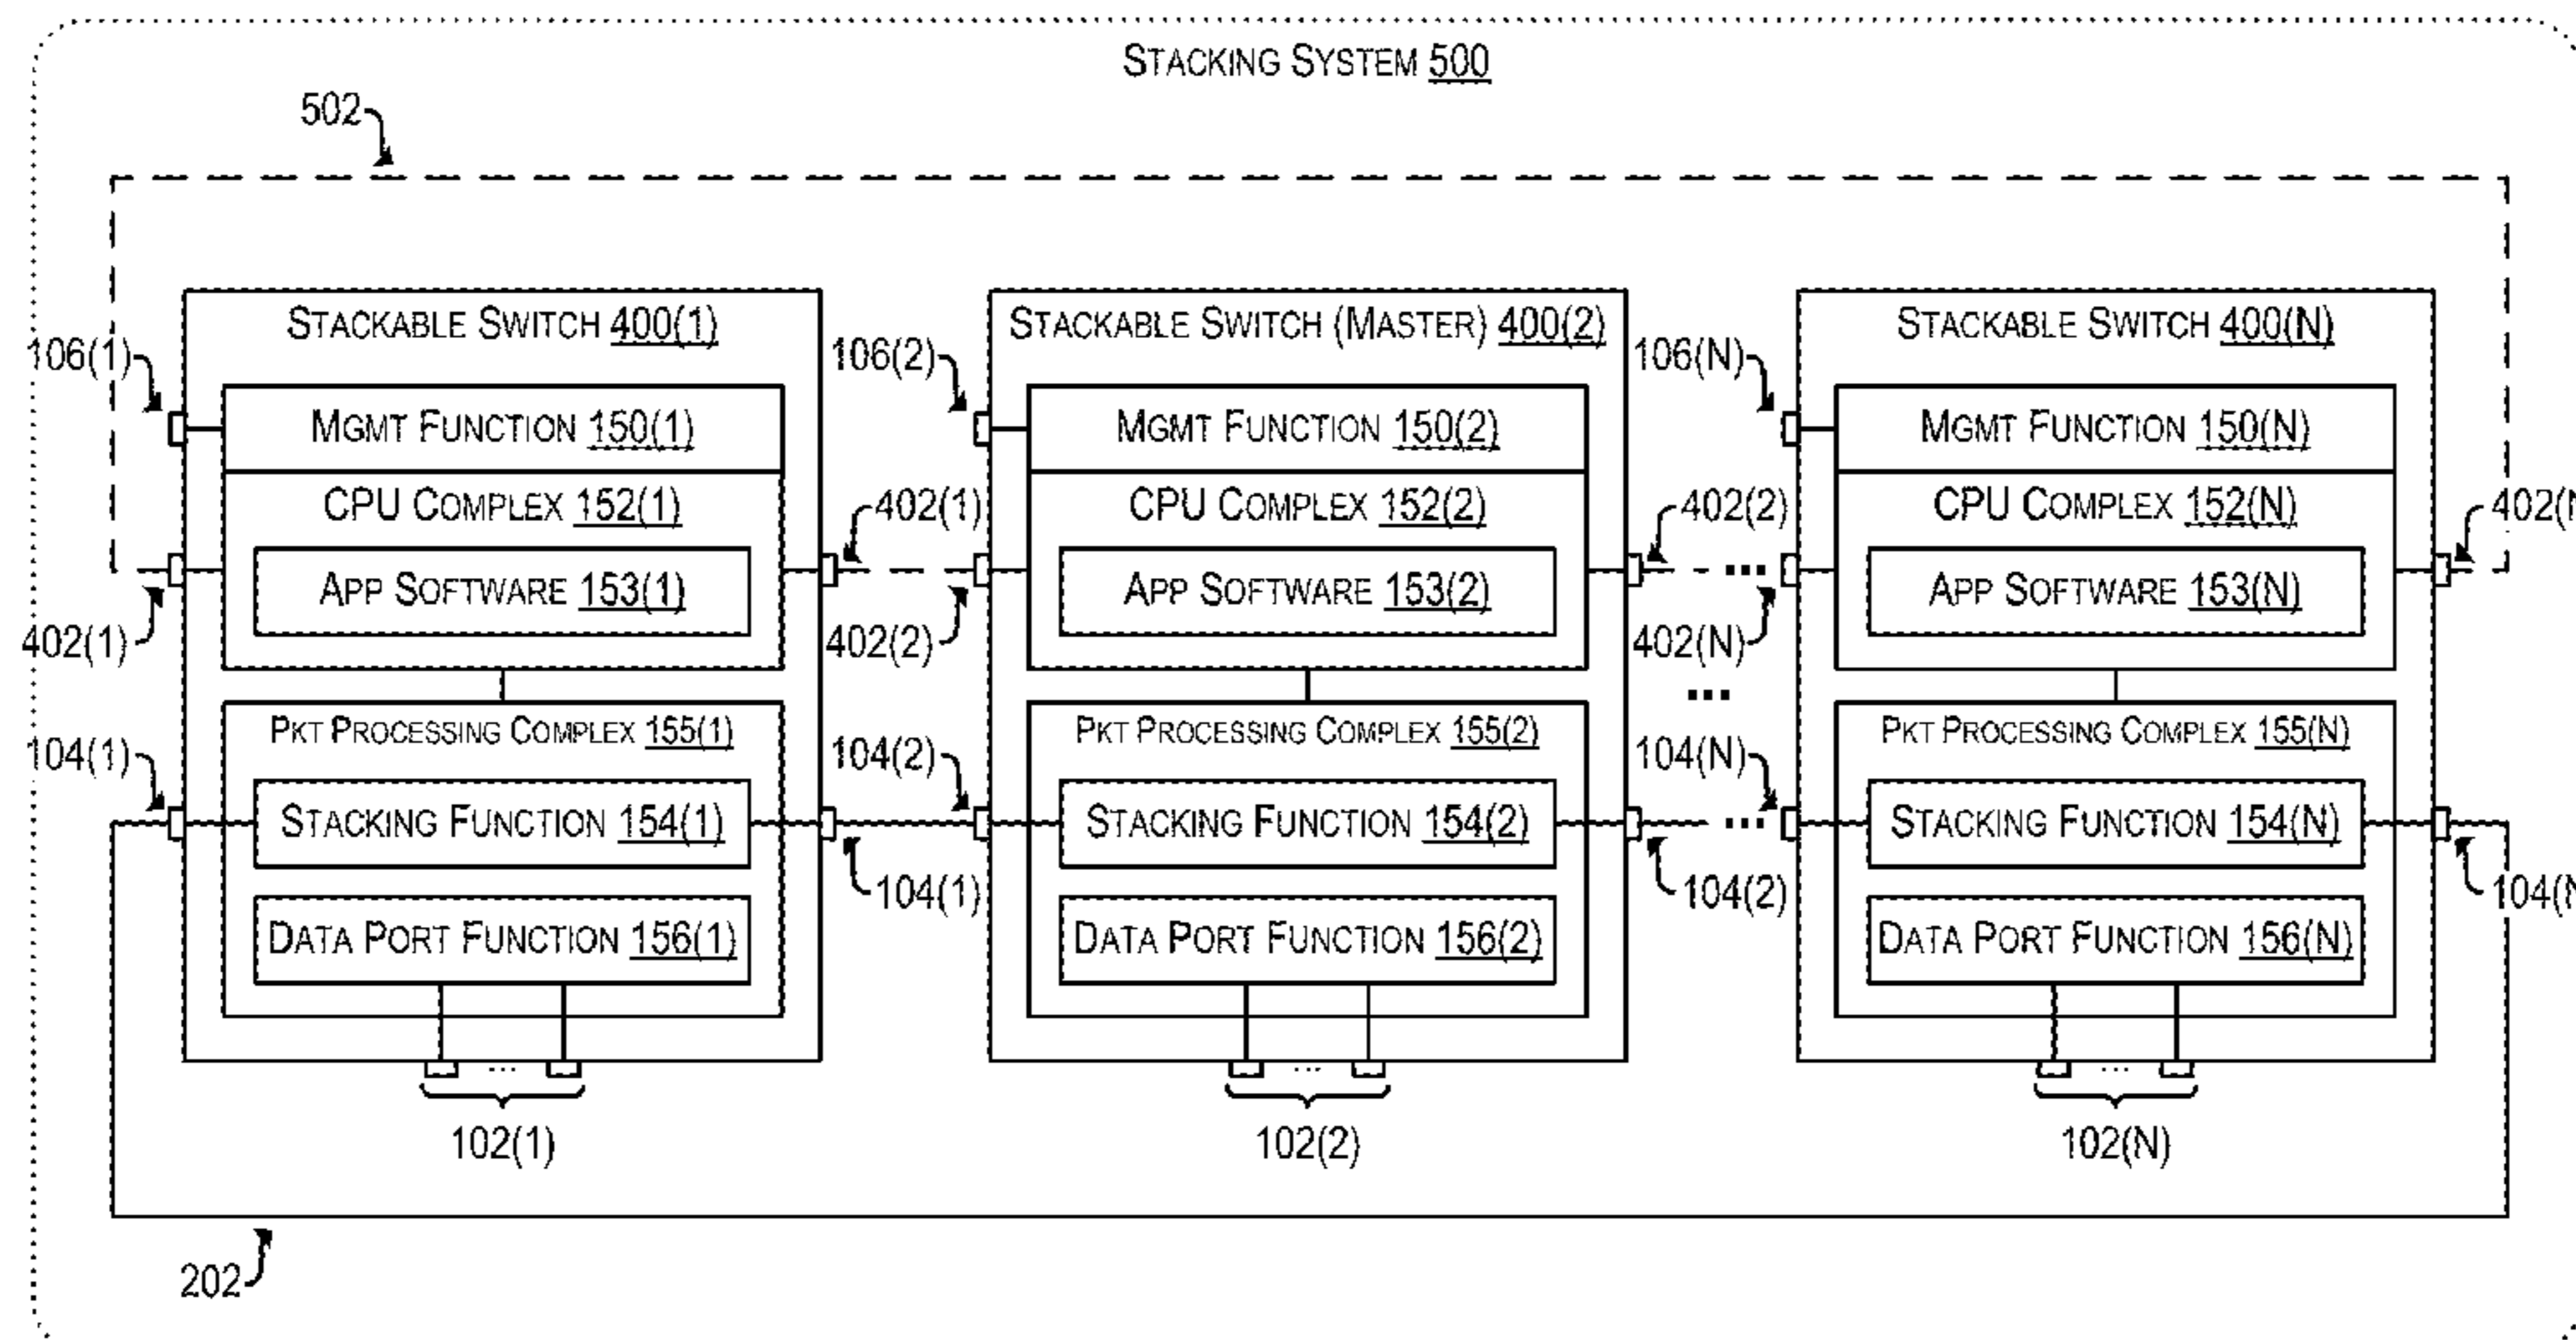 STACKING SYSTEM 500
502
STACKABLE SWITCH 400(1)
106(1)
MGMT FUNCTION 150(1)
CPU COMPLEX 152(1)
402(1)
APP SOFTWARE 153(1)
402(1)
PKT PROCESSING COMPLEX 155(1)
104(1)
STACKING FUNCTION 154(1)
104(1)
DATA PORT FUNCTION 156(1)
...
102(1)
STACKABLE SWITCH (MASTER) 400(2)
106(2)
MGMT FUNCTION 150(2)
CPU COMPLEX 152(2)
402(2)
APP SOFTWARE 153(2)
402(2)
PKT PROCESSING COMPLEX 155(2)
104(2)
STACKING FUNCTION 154(2)
104(2)
DATA PORT FUNCTION 156(2)
...
102(2)
...
...
...
STACKABLE SWITCH 400(N)
106(N)
MGMT FUNCTION 150(N)
CPU COMPLEX 152(N)
402(N
APP SOFTWARE 153(N)
402(N)
PKT PROCESSING COMPLEX 155(N)
104(N)
STACKING FUNCTION 154(N)
104(N
DATA PORT FUNCTION 156(N)
...
102(N)
202